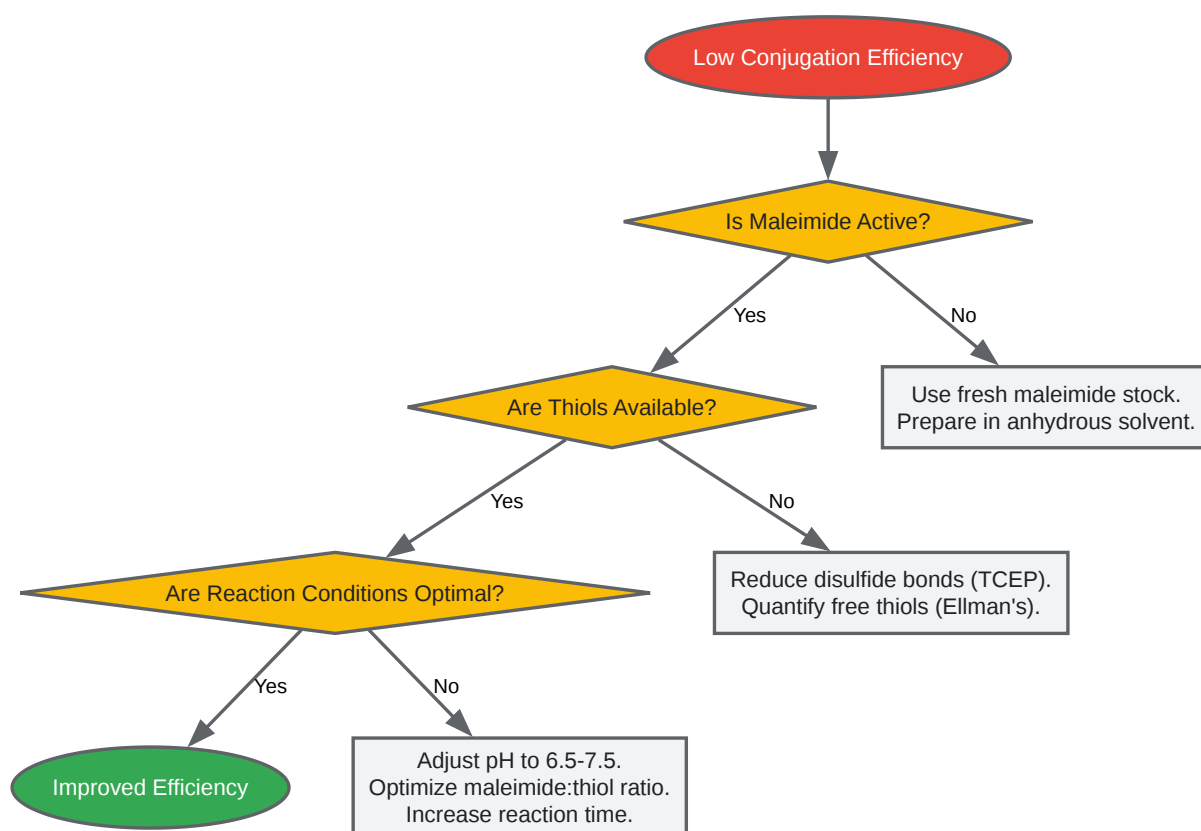 Low Conjugation Efficiency
Is Maleimide Active?
Yes
No
Are Thiols Available?
Use fresh maleimide stock.
Prepare in anhydrous solvent.
Yes
No
Are Reaction Conditions Optimal?
Reduce disulfide bonds (TCEP).
Quantify free thiols (Ellman's).
Yes
No
Improved Efficiency
Adjust pH to 6.5-7.5.
Optimize maleimide:thiol ratio.
Increase reaction time.